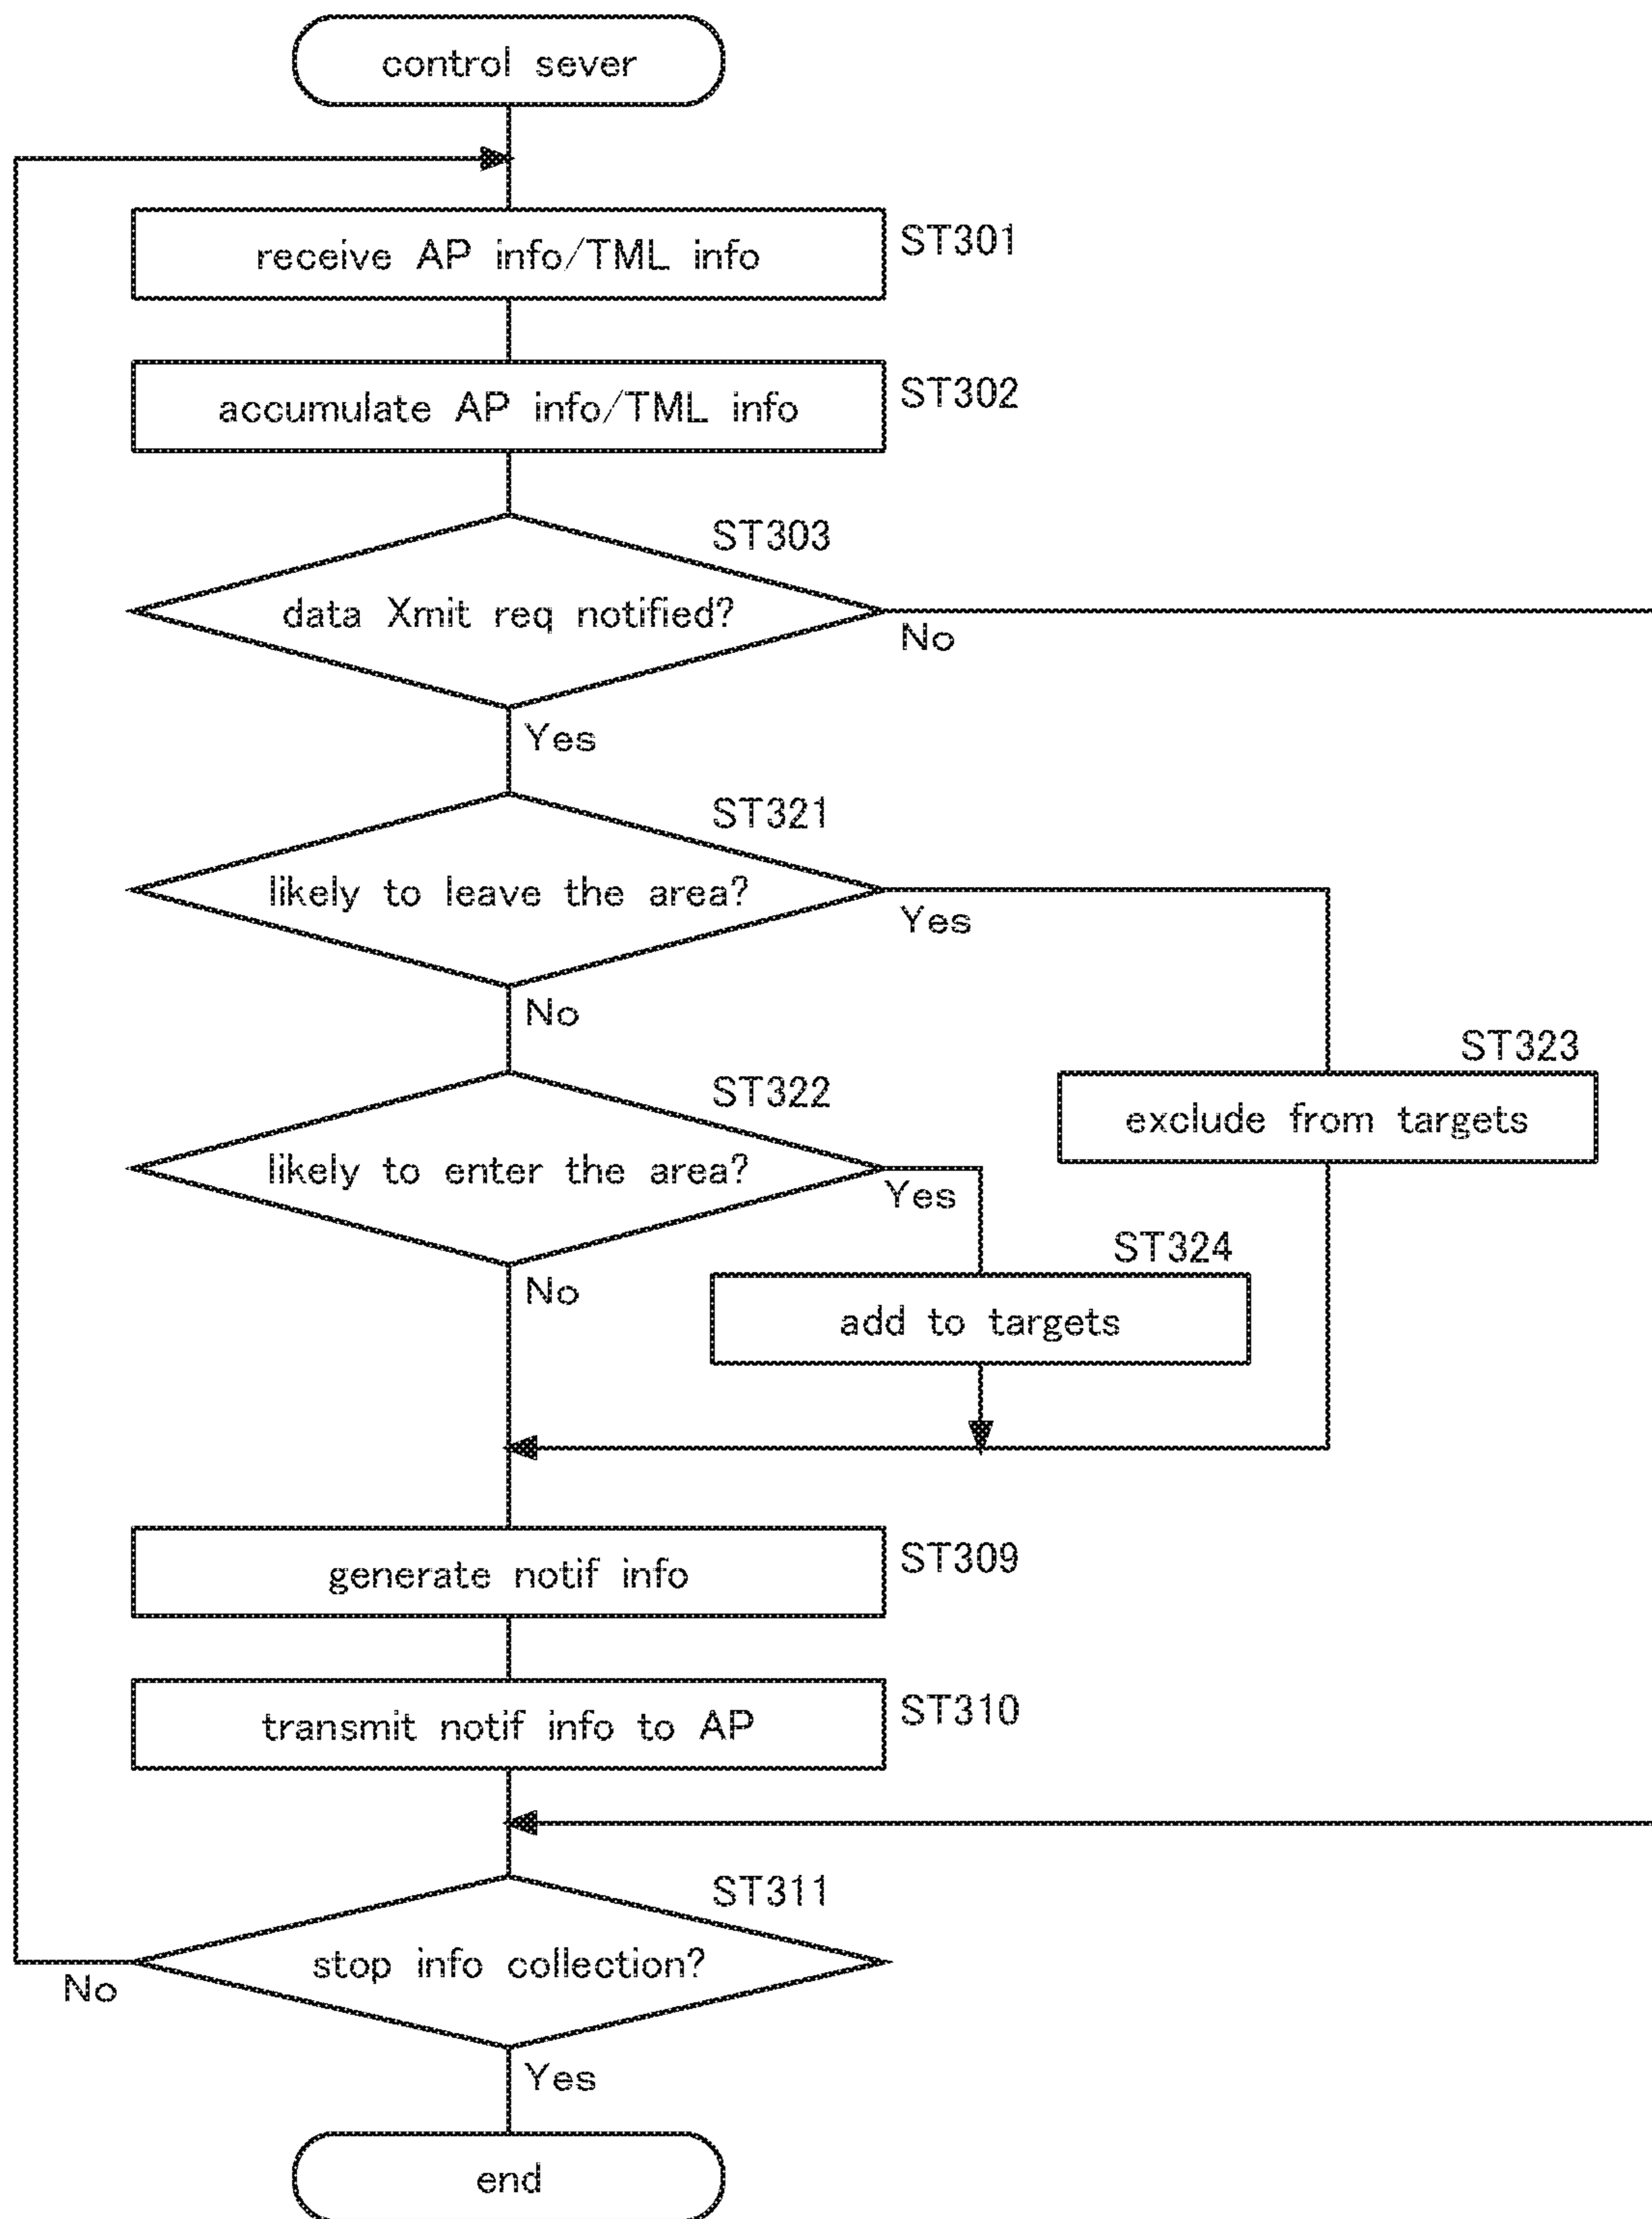 control sever
receive AP info/TML info
ST301
accumulate AP info/TML info
ST302
ST303
data Xmit req notified?
No
Yes
ST321
likely to leave the area?
Yes
No
ST323
exclude from targets
ST322
likely to enter the area?
Yes
No
ST324
add to targets
generate notif info
ST309
transmit notif info to AP
ST310
ST311
stop info collection?
No
Yes
end